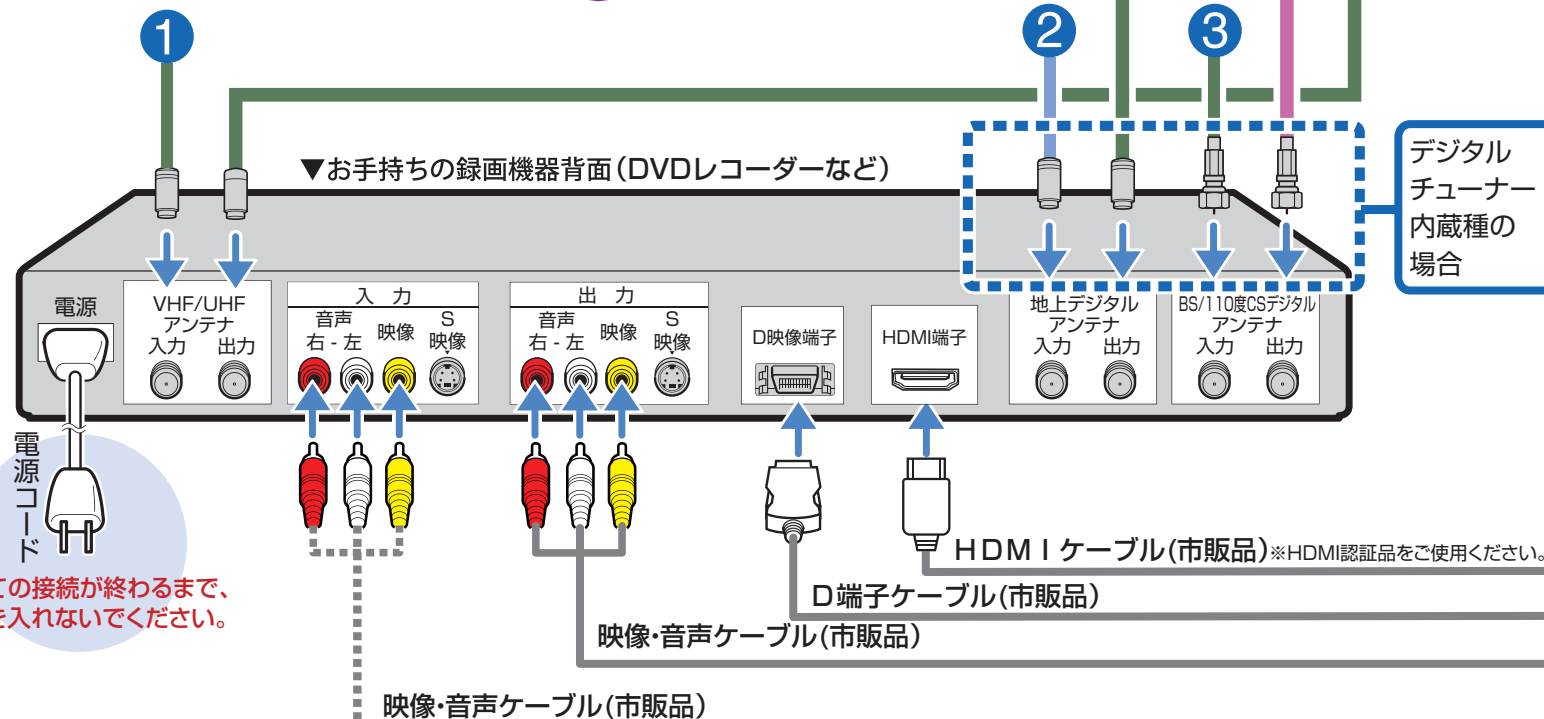 1
2
3
▼お手持ちの録画機器背面(DVDレコーダーなど)
デジタル
チューナー
内蔵種の
場合
電源
VHF/UHF
アンテナ
入力 出力
入 力
音声
右 - 左
映像
S
映像
出 力
音声
右 - 左
映像
S
映像
D映像端子
HDMI端子
地上デジタル
アンテナ
入力 出力
BS/110度CSデジタル
アンテナ
入力 出力
電源コード
ての接続が終わるまで、
を入れないでください。
HDMIケーブル(市販品)※HDMI認証品をご使用ください。
D端子ケーブル(市販品)
映像・音声ケーブル(市販品)
映像・音声ケーブル(市販品)